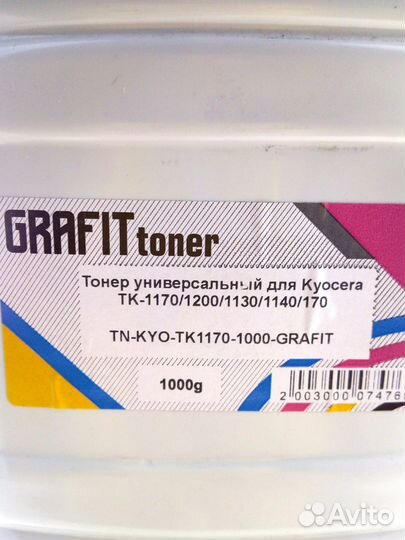 GRAFIT toner
Тонер универсальный для Kyocera
TK-1170/1200/1130/1140/170
TN-KYO-TK1170-1000-GRAFIT
1000g
2 003000 07476
Avito